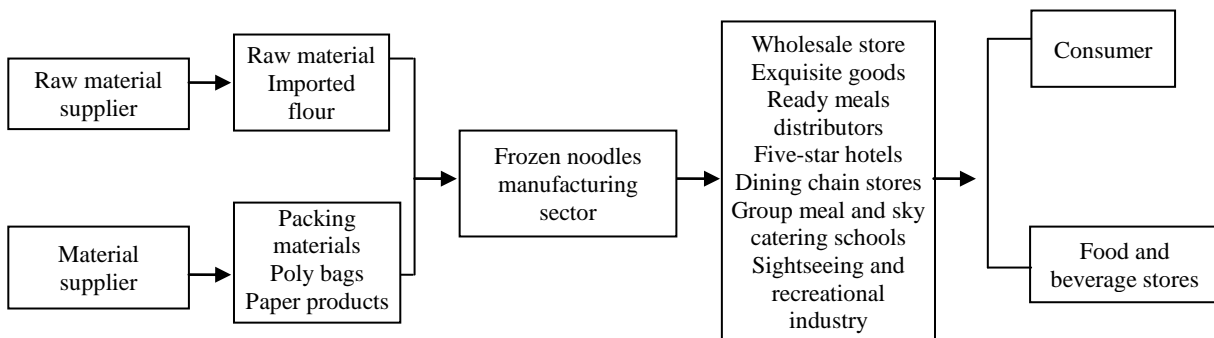 Raw material
supplier
Raw material
Imported
flour
Material
supplier
Packing
materials
Poly bags
Paper products
Frozen noodles
manufacturing
sector
Wholesale store
Exquisite goods
Ready meals
distributors
Five-star hotels
Dining chain stores
Group meal and sky
catering schools
Sightseeing and
recreational
industry
Consumer
Food and
beverage stores